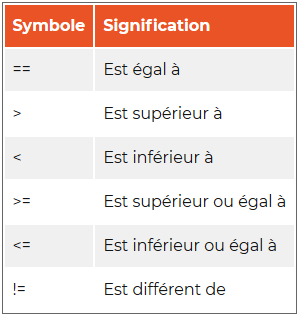 Symbole Signification
== Est égal à
> Est supérieur à
< Est inférieur à
>= Est supérieur ou égal à
<= Est inférieur ou égal à
!= Est différent de